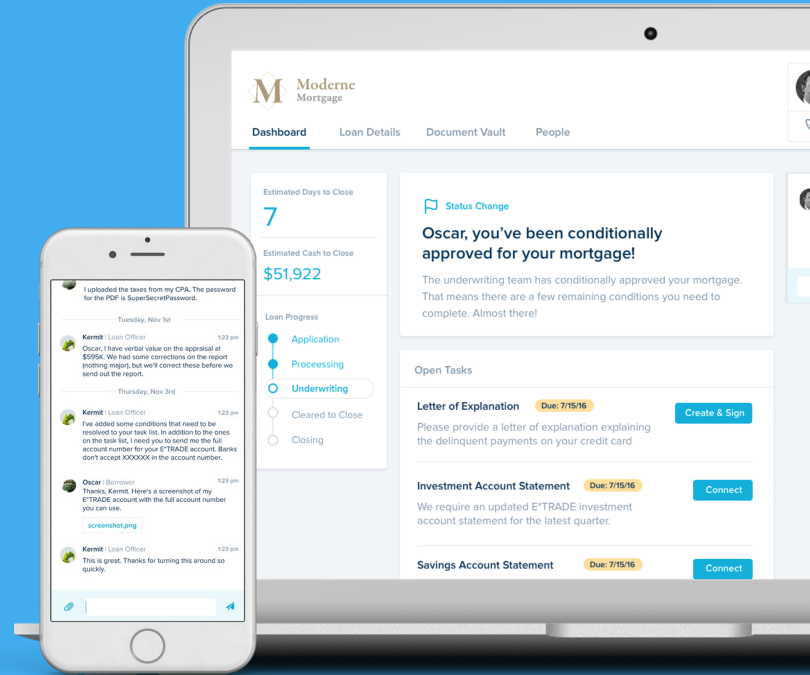 M
Moderne
Mortgage
Dashboard
Loan Details
Document Vault
People
Estimated Days to Close
7
Estimated Cash to Close
$51,922
Loan Progress
Application
Proceessing
Underwriting
Cleared to Close
Closing
Status Change
Oscar, you've been conditionally
approved for your mortgage!
The underwriting team has conditionally approved your mortgage.
That means there are a few remaining conditions you need to
complete. Almost there!
Open Tasks
Letter of Explanation
Due: 7/15/16
Create & Sign
Please provide a letter of explanation explaining
the delinquent payments on your credit card
Investment Account Statement
Due: 7/15/16
Connect
We require an updated E*TRADE investment
account statement for the latest quarter.
Savings Account Statement
Due: 7/15/16
Connect
I uploaded the taxes from my CPA. The password
for the PDF is SuperSecretPassword.
Tuesday, Nov 1st
Kermit | Loan Officer
1:23 pm
Oscar, I have verbal value on the appraisal at
$595K. We had some corrections on the report
(nothing major), but we'll correct these before we
send out the report.
Thursday, Nov 3rd
Kermit | Loan Officer
1:23 pm
I've added some conditions that need to be
resolved to your task list. In addition to the ones
on the task list, I need you to send me the full
account number for your E*TRADE account. Banks
don't accept XXXXXX in the account number.
Oscar | Borrower
1:23 pm
Thanks, Kermit. Here's a screenshot of my
E*TRADE account with the full account number
you can use.
screenshot.png
Kermit | Loan Officer
1:23 pm
This is great. Thanks for turning this around so
quickly.